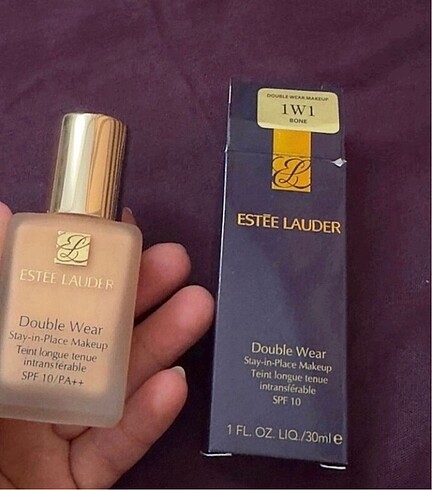 ESTĒE LAUDER
Double Wear
Stay-in-Place Makeup
Teint longue tenue
intransférable
SPF 10/PA++
DOUBLE WEAR MAKEUP
1W1
BONE
ESTĒE LAUDER
Double Wear
Stay-in-Place Makeup
Teint longue tenue
intransférable
SPF 10
1 FL. OZ. LIQ./30ml e